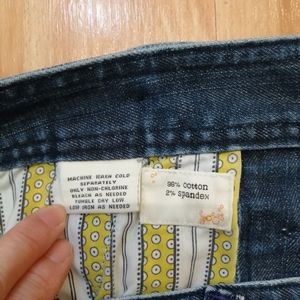 MACHINE WASH COLD
SEPARATELY
ONLY NON-CHLORINE
BLEACH AS NEEDED
TUMBLE DRY LOW
LOW IRON AS NEEDED
98% cotton
2% spandex